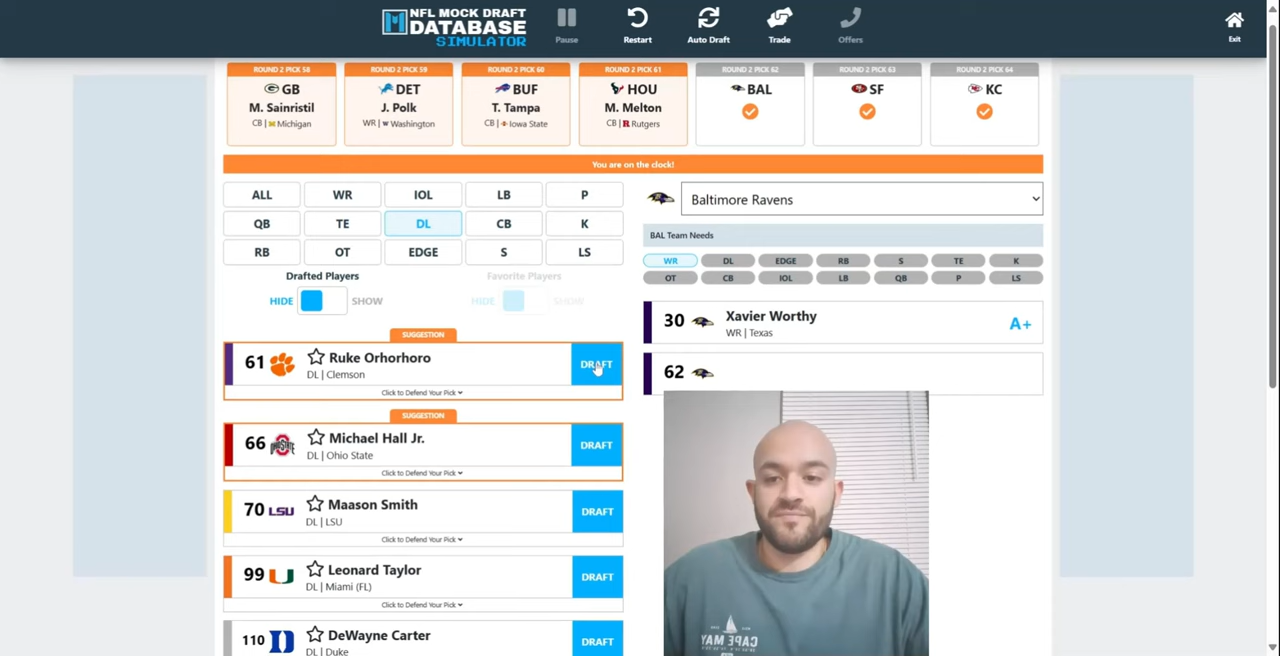 NFL MOCK DRAFT
DATABASE
SIMULATOR
Pause
Restart
Auto Draft
Trade
Offers
Exit
ROUND 2 PICK 58
GB
M. Sainristil
CB | Michigan
ROUND 2 PICK 59
DET
J. Polk
WR | Washington
ROUND 2 PICK 60
BUF
T. Tampa
CB | Iowa State
ROUND 2 PICK 61
HOU
M. Melton
CB | Rutgers
ROUND 2 PICK 62
BAL
ROUND 2 PICK 63
SF
ROUND 2 PICK 64
KC
You are on the clock!
ALL WR IOL LB P
QB TE DL CB K
RB OT EDGE S LS
Drafted Players
HIDE SHOW
Favorite Players
HIDE SHOW
SUGGESTION
61 Ruke Orhorhoro
DL | Clemson
DRAFT
Click to Defend Your Pick
SUGGESTION
66 Michael Hall Jr.
DL | Ohio State
DRAFT
Click to Defend Your Pick
70 LSU Maason Smith
DL | LSU
DRAFT
Click to Defend Your Pick
99 Leonard Taylor
DL | Miami (FL)
DRAFT
Click to Defend Your Pick
110 DeWayne Carter
DL | Duke
DRAFT
Baltimore Ravens
BAL Team Needs
WR DL EDGE RB S TE K
OT CB IOL LB QB P LS
30 Xavier Worthy
WR | Texas
A+
62
CAPE MAY